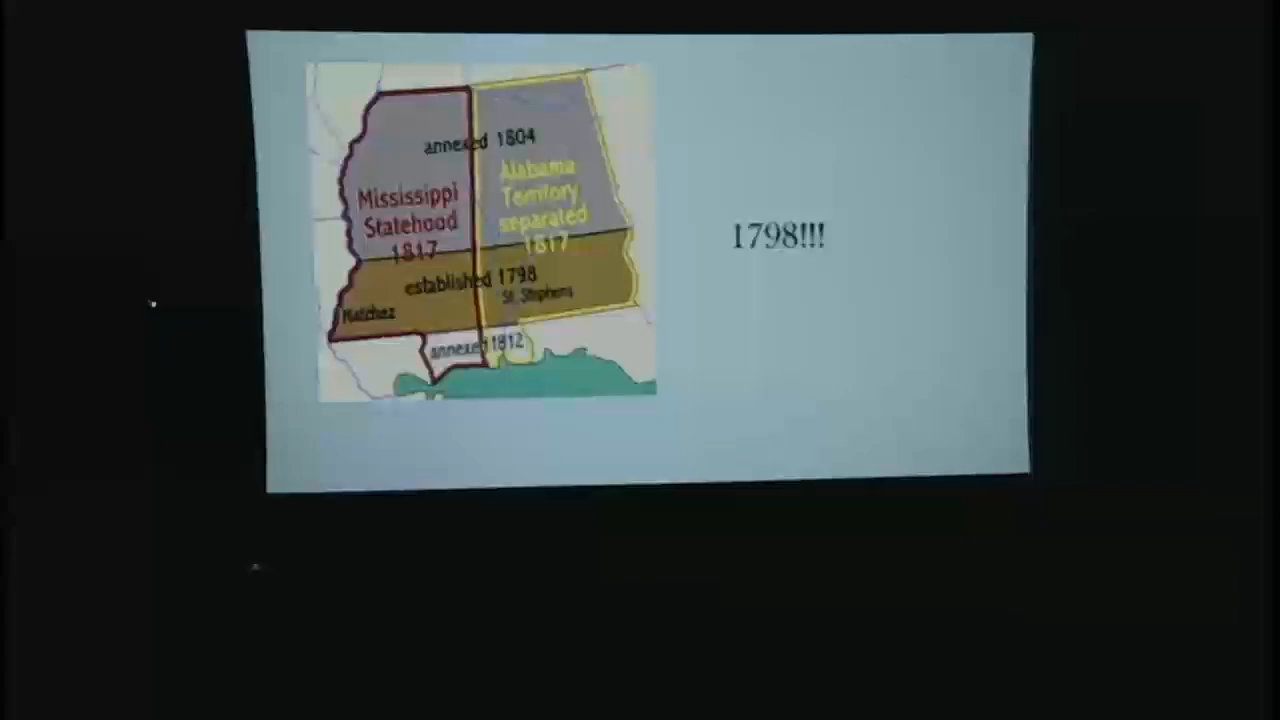 annexed 1804
Mississippi
Statehood
1817
Alabama
Territory
separated
1817
established 1798
St. Stephens
Natchez
annexed 1812
1798!!!